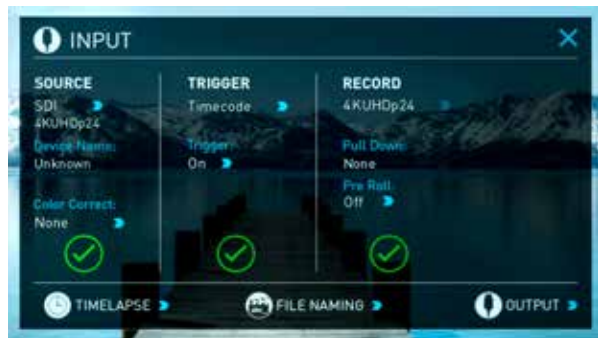 INPUT
SOURCE
SDI
4KUHDp24
Device Name:
Unknown
Color Correct:
None
TRIGGER
Timecode
Trigger:
On
RECORD
4KUHDp24
Pull Down:
None
Pre Roll:
Off
TIMELAPSE
FILE NAMING
OUTPUT